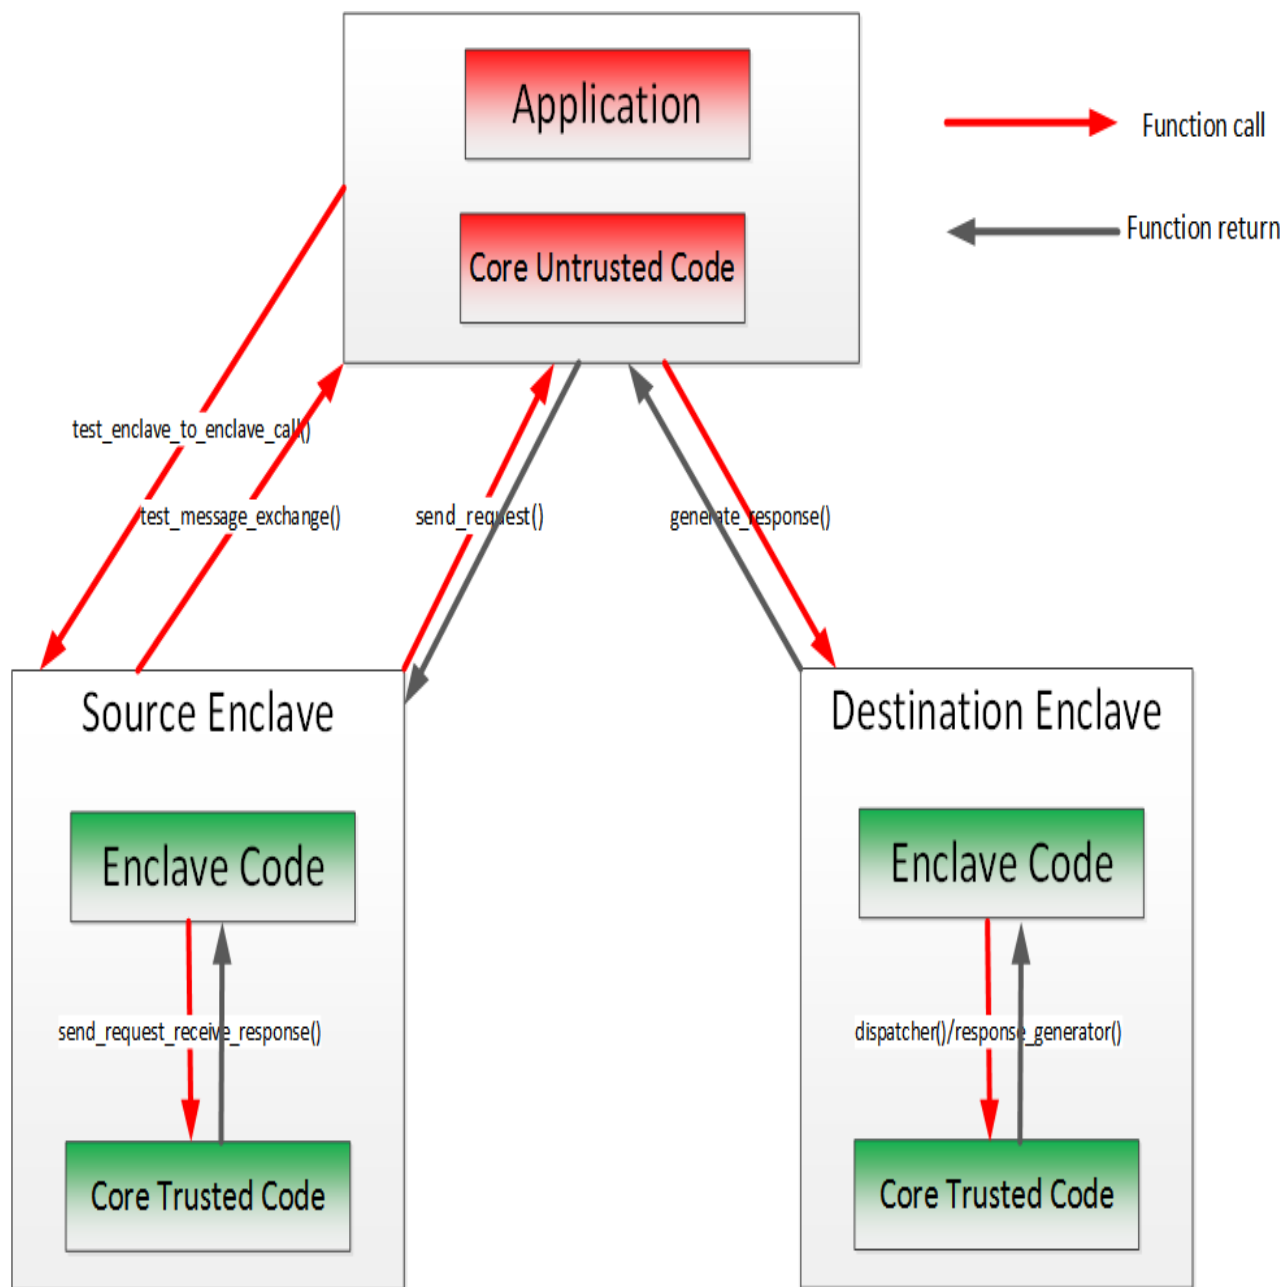 Application
Function call
Core Untrusted Code
Function return
test_enclave_to_enclave_call()
test_message_exchange()
send_request()
generate_response()
Source Enclave
Destination Enclave
Enclave Code
Enclave Code
send_request_receive_response()
dispatcher()/response_generator()
Core Trusted Code
Core Trusted Code